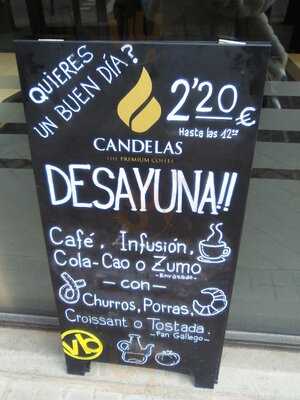 ¿QUIERES
UN BUEN DÍA?
2'20 €
Hasta las 12:00
CANDELAS
THE PREMIUM COFFEE
DESAYUNA!!
Café, Infusión,
Cola-Cao o Zumo
-Envasado-
-con-
Churros, Porras,
Croissant o Tostada.
-Pan Gallego-